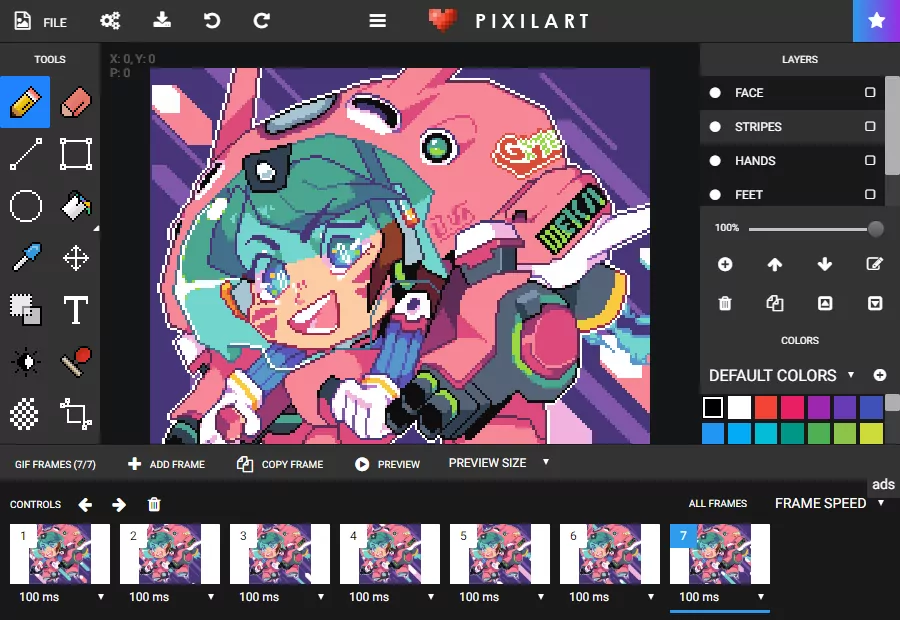 FILE
PIXILART
TOOLS
X: 0, Y: 0
P: 0
LAYERS
FACE
STRIPES
HANDS
FEET
100%
COLORS
DEFAULT COLORS
T
GIF FRAMES (7/7)
ADD FRAME
COPY FRAME
PREVIEW
PREVIEW SIZE
ads
CONTROLS
ALL FRAMES
FRAME SPEED
1
2
3
4
5
6
7
100 ms
100 ms
100 ms
100 ms
100 ms
100 ms
100 ms